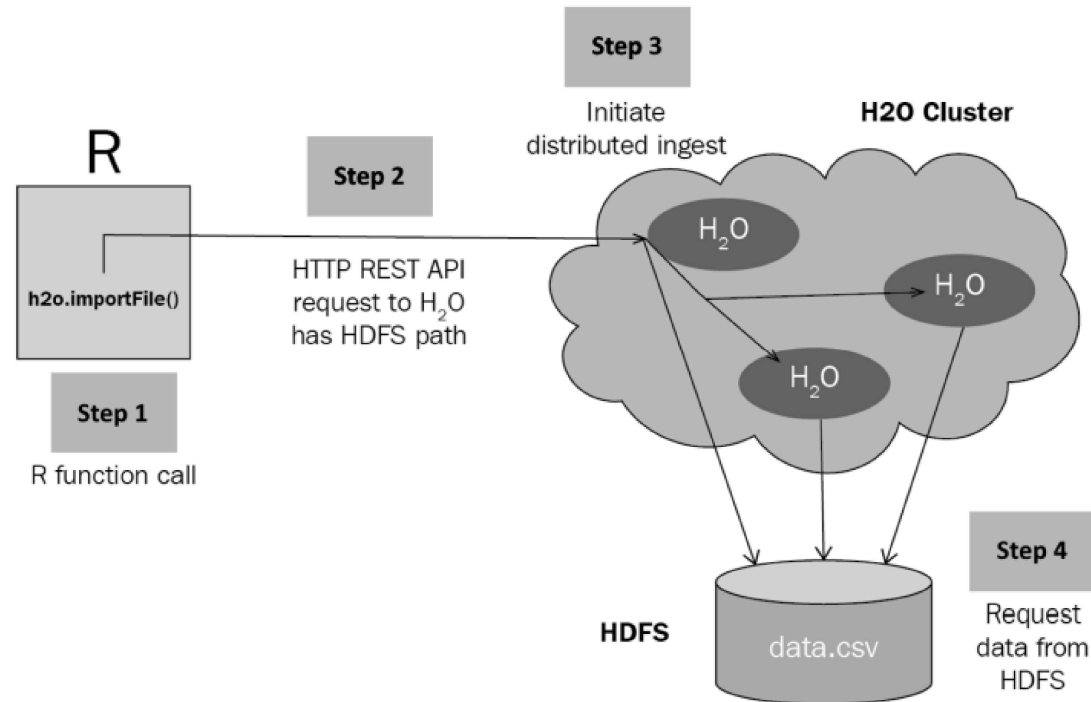 R
h2o.importFile()
Step 1
R function call
Step 2
HTTP REST API
request to H₂O
has HDFS path
Step 3
Initiate
distributed ingest
H2O Cluster
H₂O
H₂O
H₂O
HDFS
data.csv
Step 4
Request
data from
HDFS